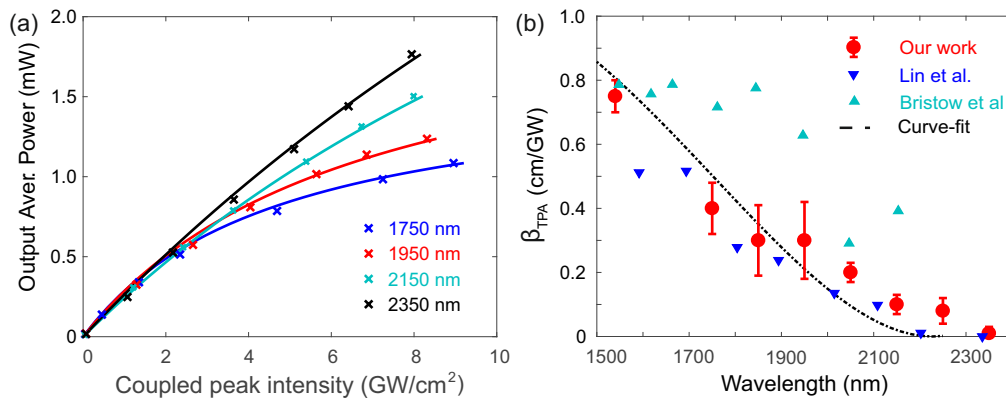 (a)
Output Aver. Power (mW)
2.0
1.5
1.0
0.5
0
0 2 4 6 8 10
Coupled peak intensity (GW/cm²)
1750 nm
1950 nm
2150 nm
2350 nm
(b)
β_TPA (cm/GW)
1.0
0.8
0.6
0.4
0.2
0
1500 1700 1900 2100 2300
Wavelength (nm)
Our work
Lin et al.
Bristow et al
Curve-fit